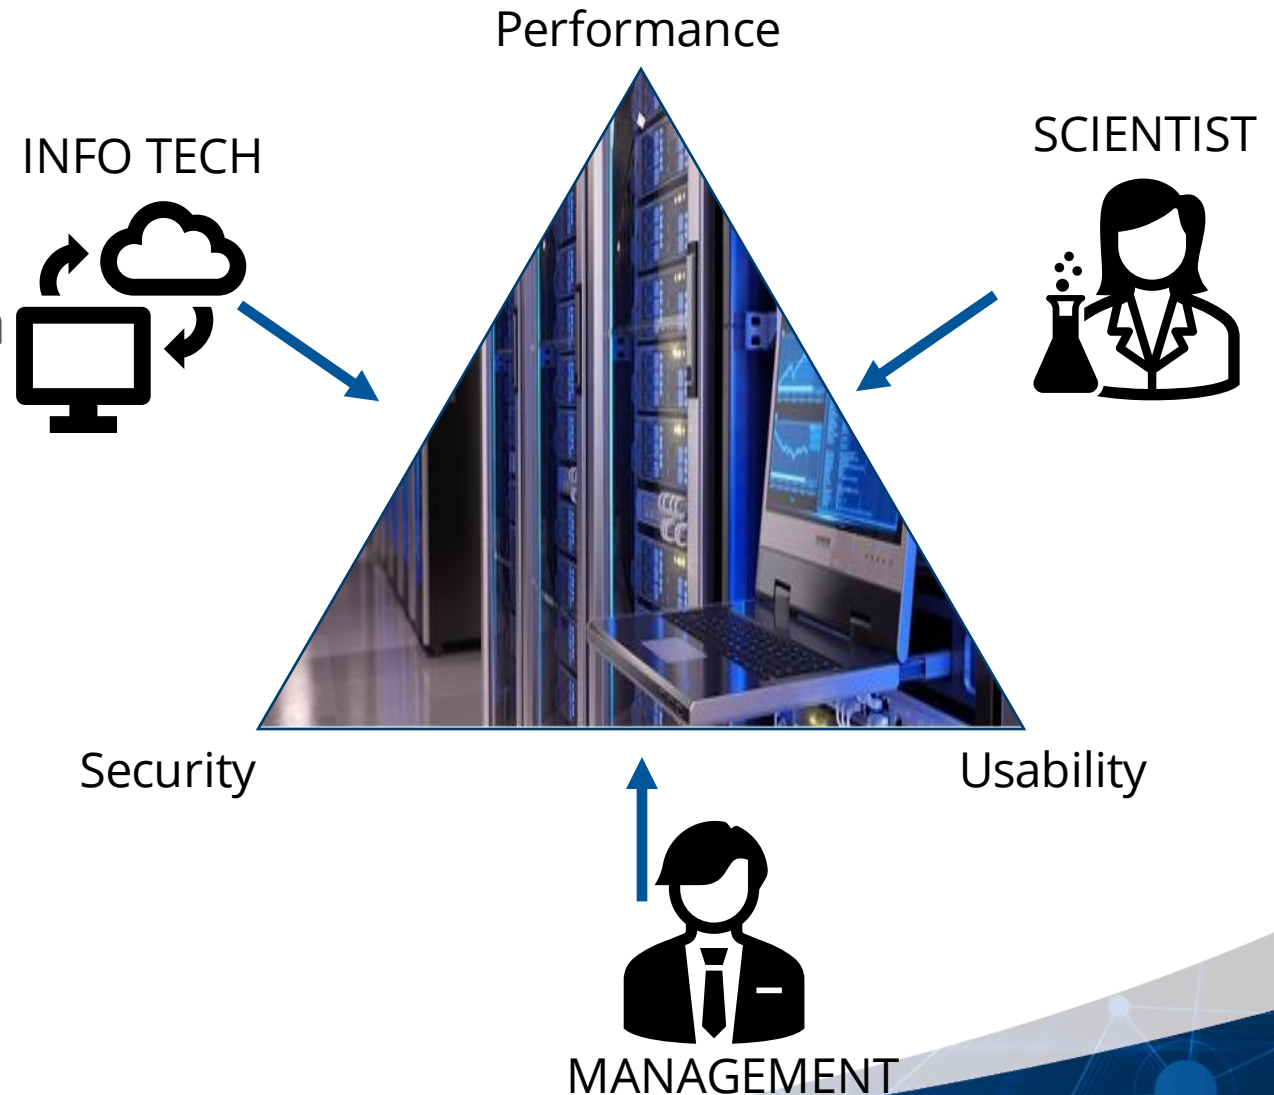 Performance
INFO TECH
SCIENTIST
Security
Usability
MANAGEMENT